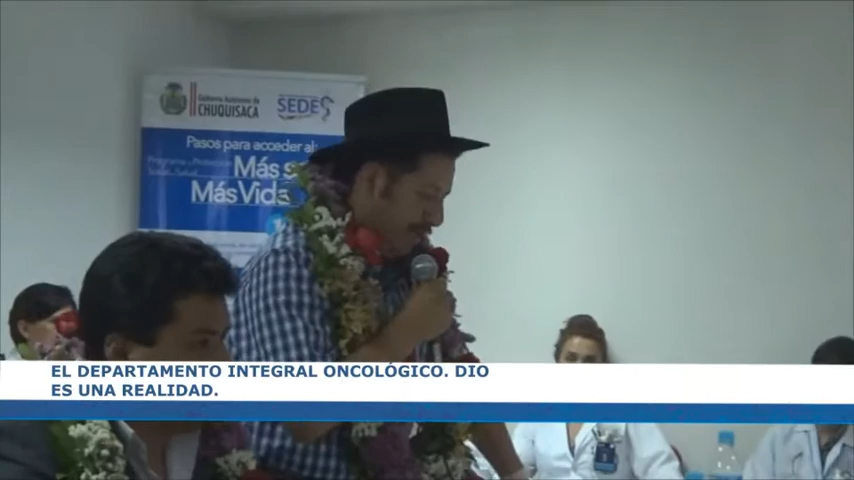 Gobierno Autónomo de
CHUQUISACA
SEDES
Pasos para acceder al:
Más s
Más Vida
EL DEPARTAMENTO INTEGRAL ONCOLÓGICO. DIO
ES UNA REALIDAD.